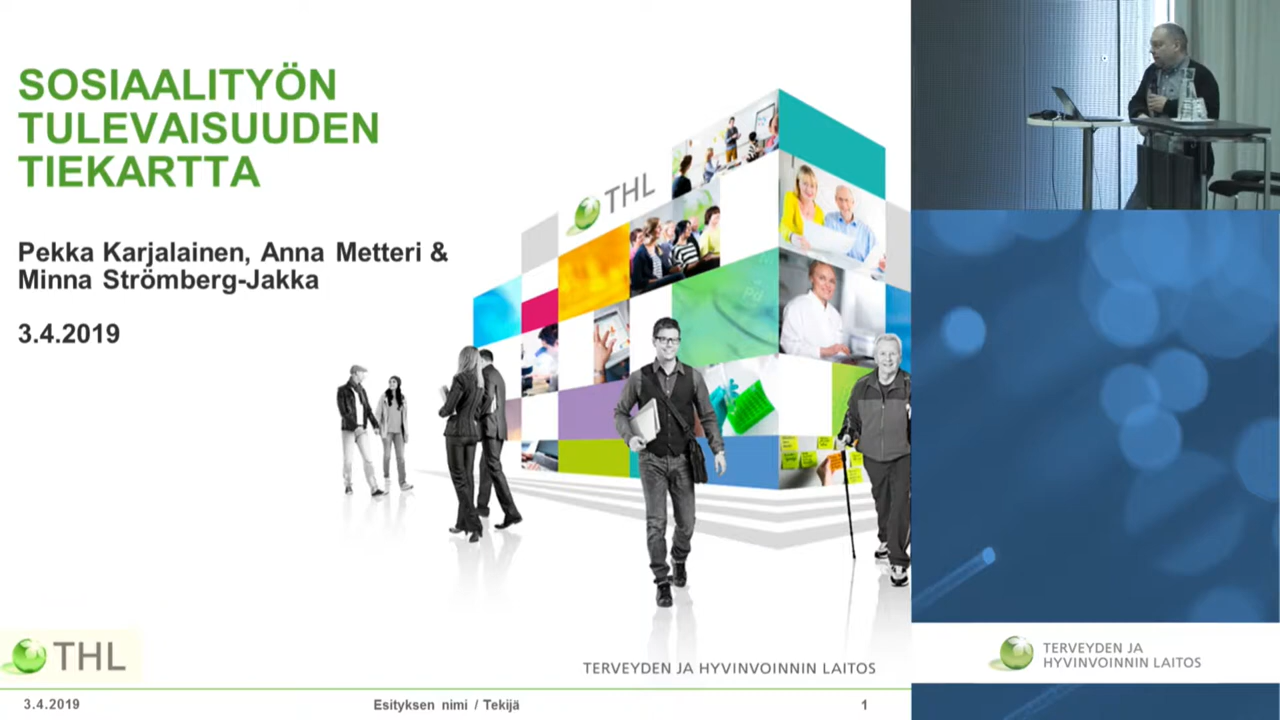 SOSIAALITYÖN
TULEVAISUUDEN
TIEKARTTA
Pekka Karjalainen, Anna Metteri &
Minna Strömberg-Jakka
3.4.2019
THL
Pd
THL
TERVEYDEN JA HYVINVOINNIN LAITOS
3.4.2019
Esityksen nimi / Tekijä
1
TERVEYDEN JA
HYVINVOINNIN LAITOS